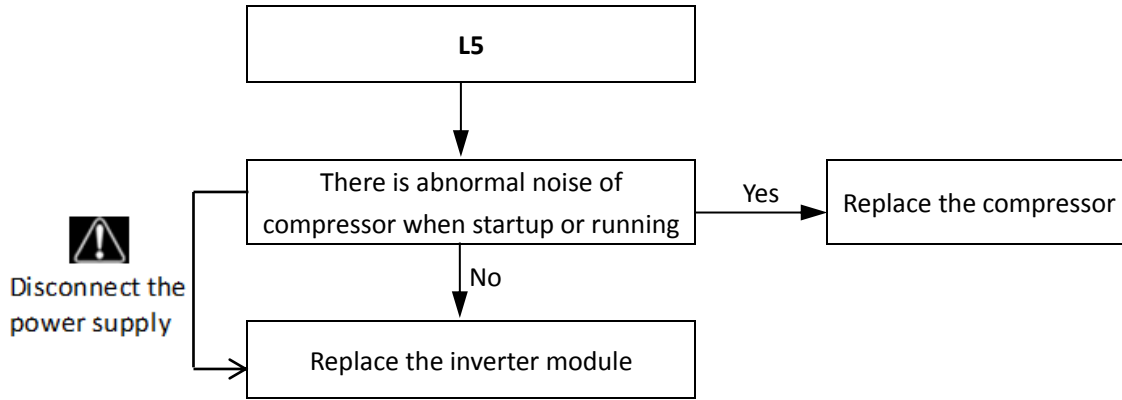 L5
There is abnormal noise of
compressor when startup or running
Yes
Replace the compressor
Disconnect the
power supply
No
Replace the inverter module